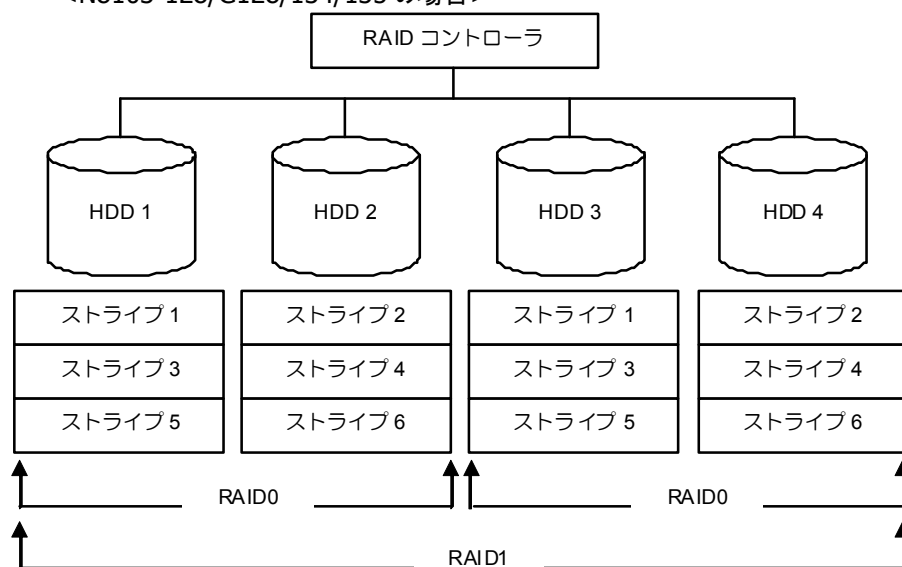 RAID コントローラ
HDD 1
HDD 2
HDD 3
HDD 4
ストライプ 1
ストライプ 2
ストライプ 1
ストライプ 2
ストライプ 3
ストライプ 4
ストライプ 3
ストライプ 4
ストライプ 5
ストライプ 6
ストライプ 5
ストライプ 6
RAID0
RAID0
RAID1